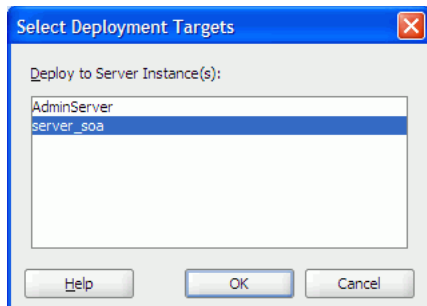 Select Deployment Targets
Deploy to Server Instance(s):
AdminServer
server_soa
Help
OK
Cancel